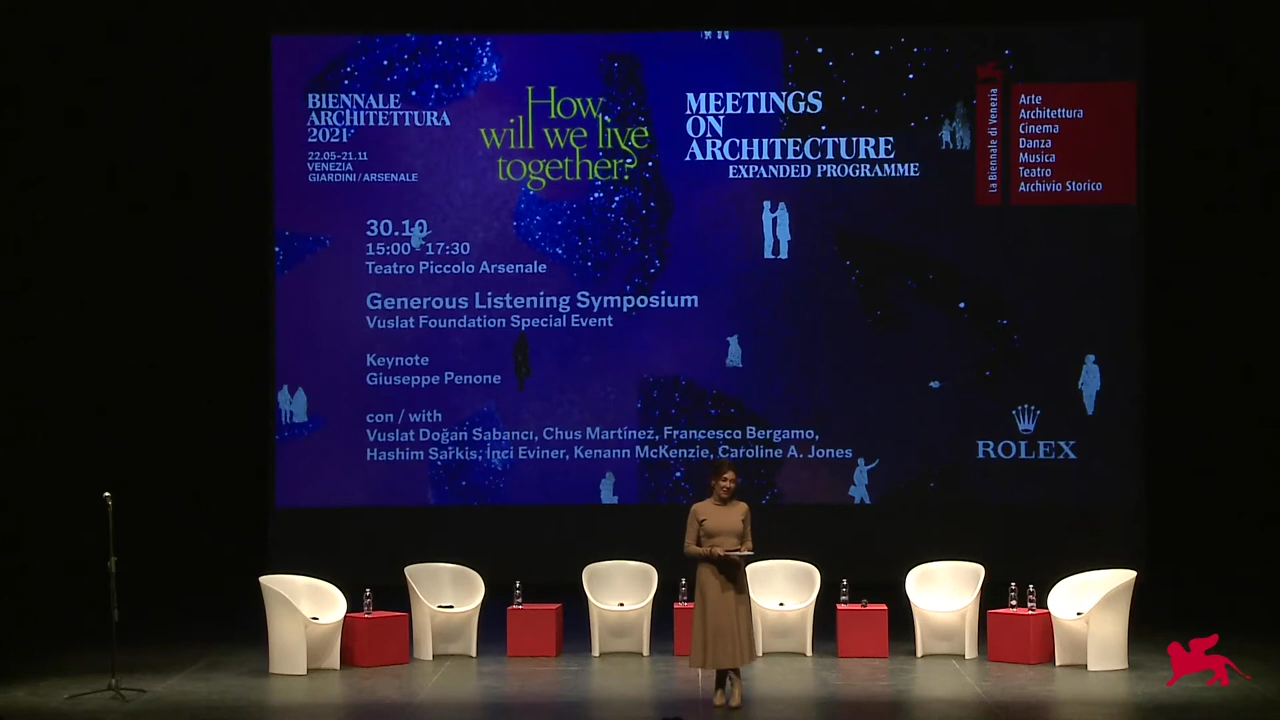 BIENNALE
ARCHITETTURA
2021
22.05-21.11
VENEZIA
GIARDINI/ARSENALE
How
will we live
together?
MEETINGS
ON
ARCHITECTURE
EXPANDED PROGRAMME
La Biennale di Venezia
Arte
Architettura
Cinema
Danza
Musica
Teatro
Archivio Storico
30.10
15:00 - 17:30
Teatro Piccolo Arsenale
Generous Listening Symposium
Vuslat Foundation Special Event
Keynote
Giuseppe Penone
con / with
Vuslat Doğan Sabancı, Chus Martínez, Francesco Bergamo,
Hashim Sarkis, İnci Eviner, Kenann McKenzie, Caroline A. Jones
ROLEX